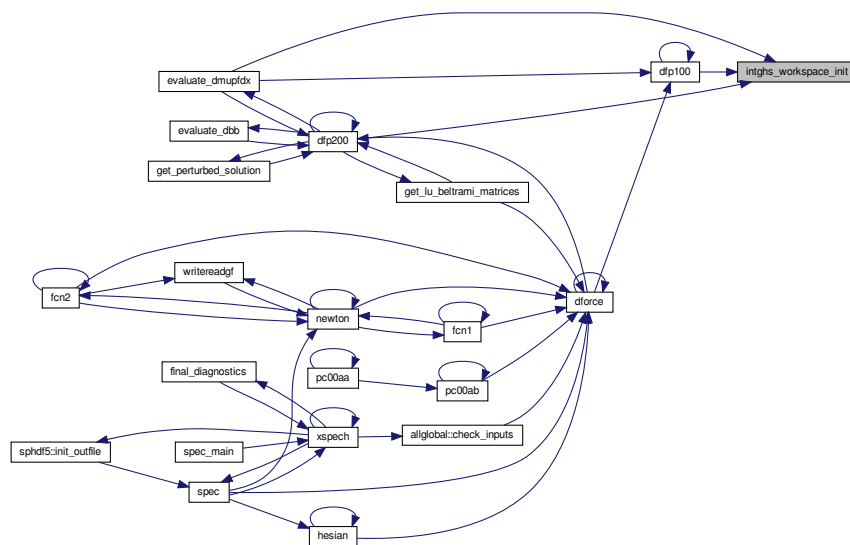 evaluate_dmupfdx
dfp100
intghs_workspace_init
evaluate_dbb
dfp200
get_perturbed_solution
get_lu_beltrami_matrices
writereadgf
fcn2
dforce
newton
fcn1
final_diagnostics
pc00aa
pc00ab
xspech
allglobal::check_inputs
sphdf5::init_outfile
spec_main
spec
hesian